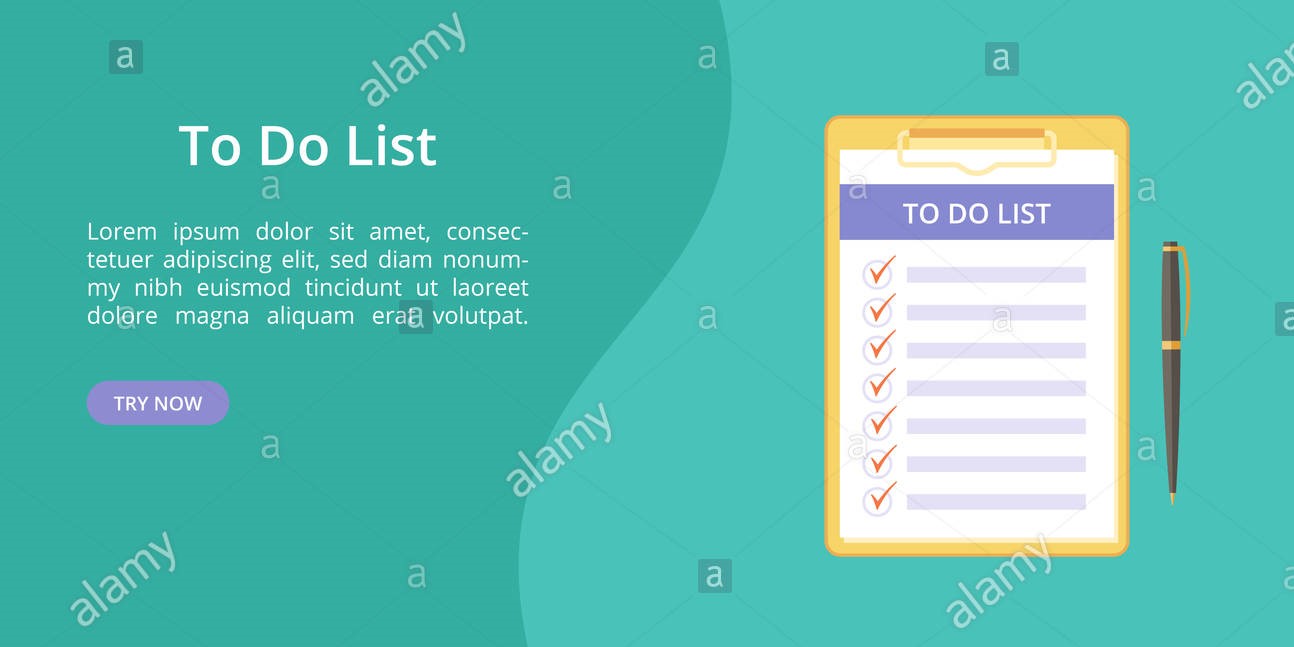 To Do List
Lorem ipsum dolor sit amet, consec-
tetuer adipiscing elit, sed diam nonum-
my nibh euismod tincidunt ut laoreet
dolore magna aliquam erat volutpat.
TRY NOW
TO DO LIST
a
alamy
a
a
alamy
a
a
a
a
a
a
a
a
a
alamy
a
a
a
alamy
a
a
alamy
a